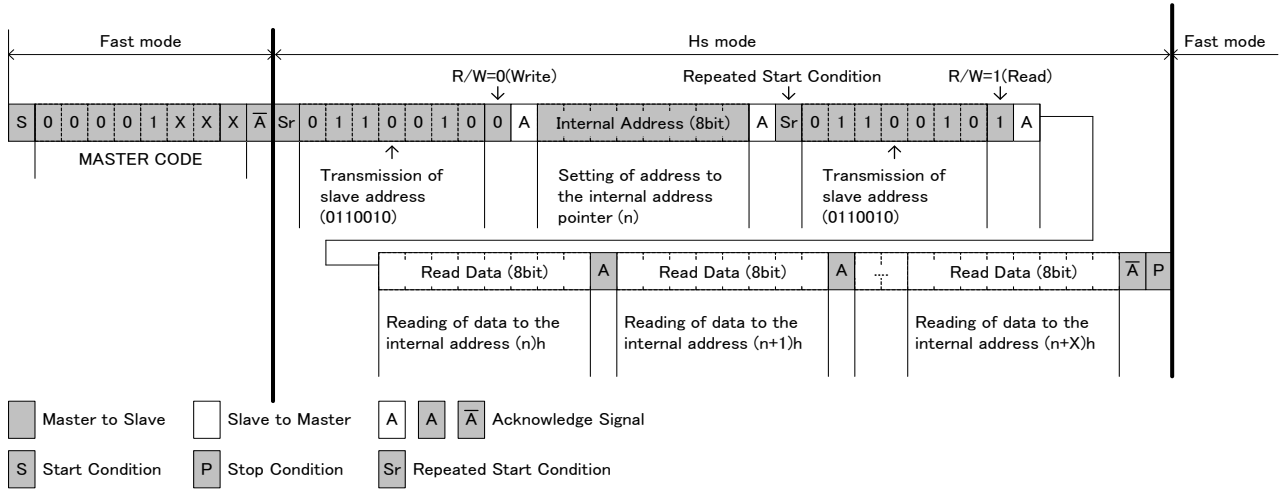 Fast mode Hs mode Fast mode
R/W=0(Write) Repeated Start Condition R/W=1(Read)
S 0 0 0 0 1 X X X A̅ Sr 0 1 1 0 0 1 0 0 A Internal Address (8bit) A Sr 0 1 1 0 0 1 0 1 A
MASTER CODE
Transmission of
slave address
(0110010)
Setting of address to
the internal address
pointer (n)
Transmission of
slave address
(0110010)
Read Data (8bit) A Read Data (8bit) A .... Read Data (8bit) A̅ P
Reading of data to the
internal address (n)h
Reading of data to the
internal address (n+1)h
Reading of data to the
internal address (n+X)h
Master to Slave Slave to Master A A A̅ Acknowledge Signal
S Start Condition P Stop Condition Sr Repeated Start Condition